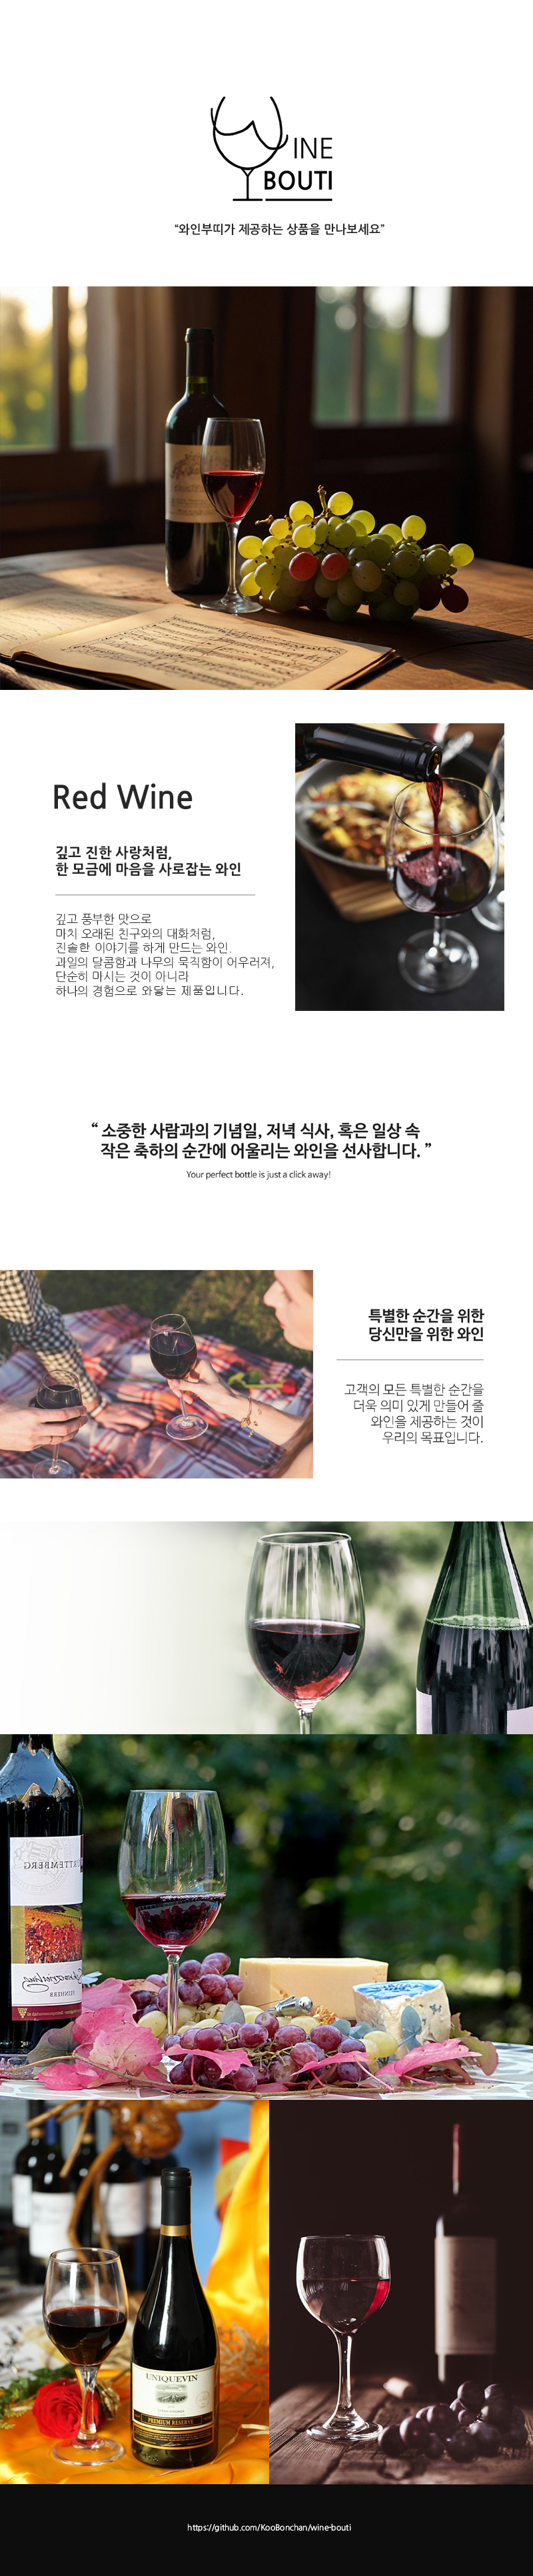 WINE
BOUTI
“와인부띠가 제공하는 상품을 만나보세요”
Red Wine
깊고 진한 사랑처럼,
한 모금에 마음을 사로잡는 와인
깊고 풍부한 맛으로
마치 오래된 친구와의 대화처럼,
진솔한 이야기를 하게 만드는 와인.
과일의 달콤함과 나무의 묵직함이 어우러져,
단순히 마시는 것이 아니라
하나의 경험으로 와닿는 제품입니다.
“ 소중한 사람과의 기념일, 저녁 식사, 혹은 일상 속
작은 축하의 순간에 어울리는 와인을 선사합니다. ”
Your perfect bottle is just a click away!
특별한 순간을 위한
당신만을 위한 와인
고객의 모든 특별한 순간을
더욱 의미 있게 만들어 줄
와인을 제공하는 것이
우리의 목표입니다.
UNIQUEVIN
PREMIUM RESERVE
https://github.com/KooBonchan/wine-bouti